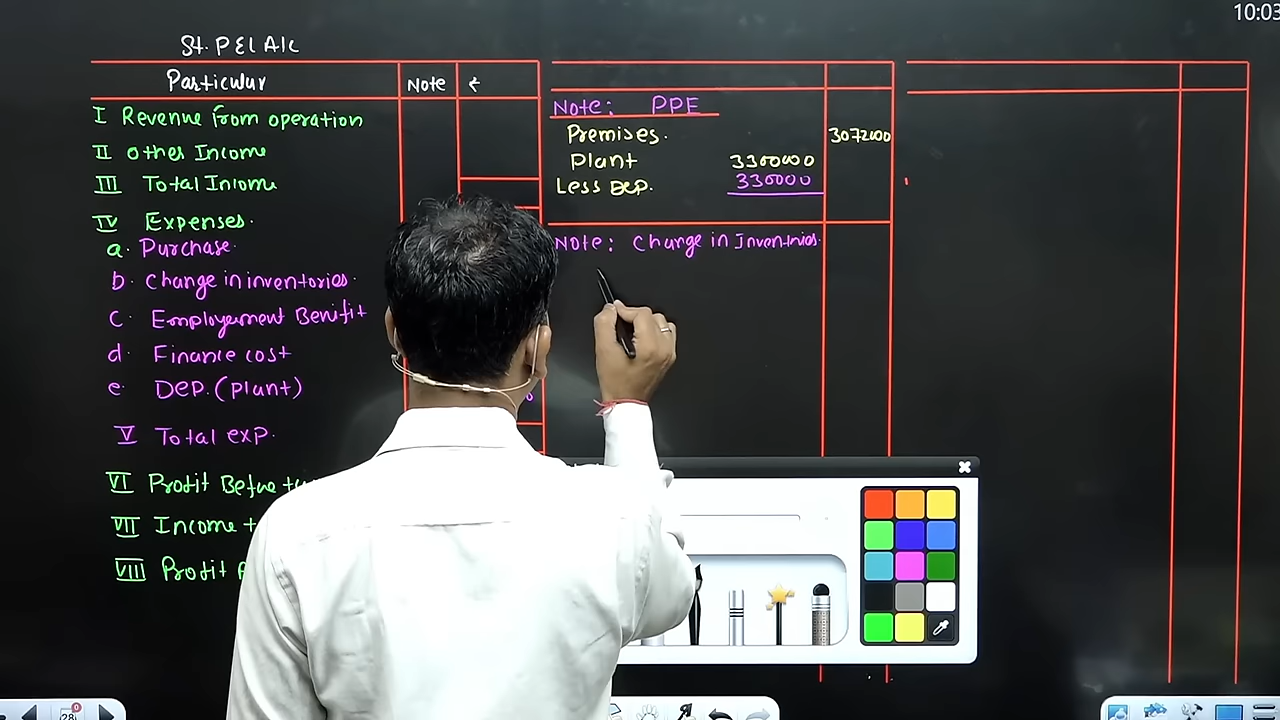 10:03
St. PEL A/C
Particular Note ₹
I Revenue from operation
II other Income
III Total Income
IV Expenses.
a. Purchase.
b. Change in inventories.
c. Employement Benifit
d. Finance cost
e. DEP. (Plant)
V Total exp.
VI Profit Before
VII Income
VIII Profit
Note: PPE
Premises. 3072000
Plant 3300000
Less DEP. 330000
Note: Change in Inventories.
28